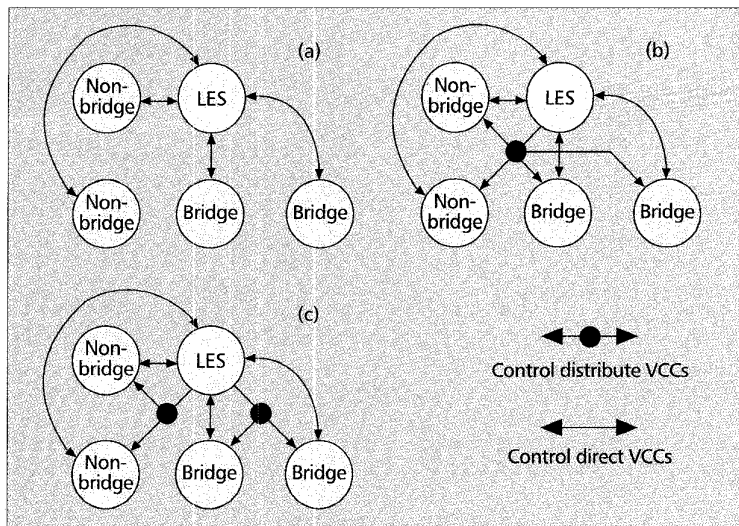 (a)
Non-
bridge
LES
Non-
bridge
Bridge
Bridge
(b)
Non-
bridge
LES
Non-
bridge
Bridge
Bridge
(c)
Non-
bridge
LES
Non-
bridge
Bridge
Bridge
Control distribute VCCs
Control direct VCCs